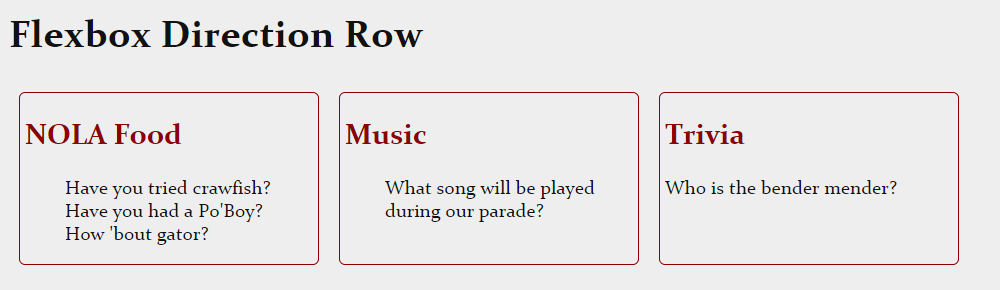 Flexbox Direction Row
NOLA Food
Have you tried crawfish?
Have you had a Po'Boy?
How 'bout gator?
Music
What song will be played
during our parade?
Trivia
Who is the bender mender?